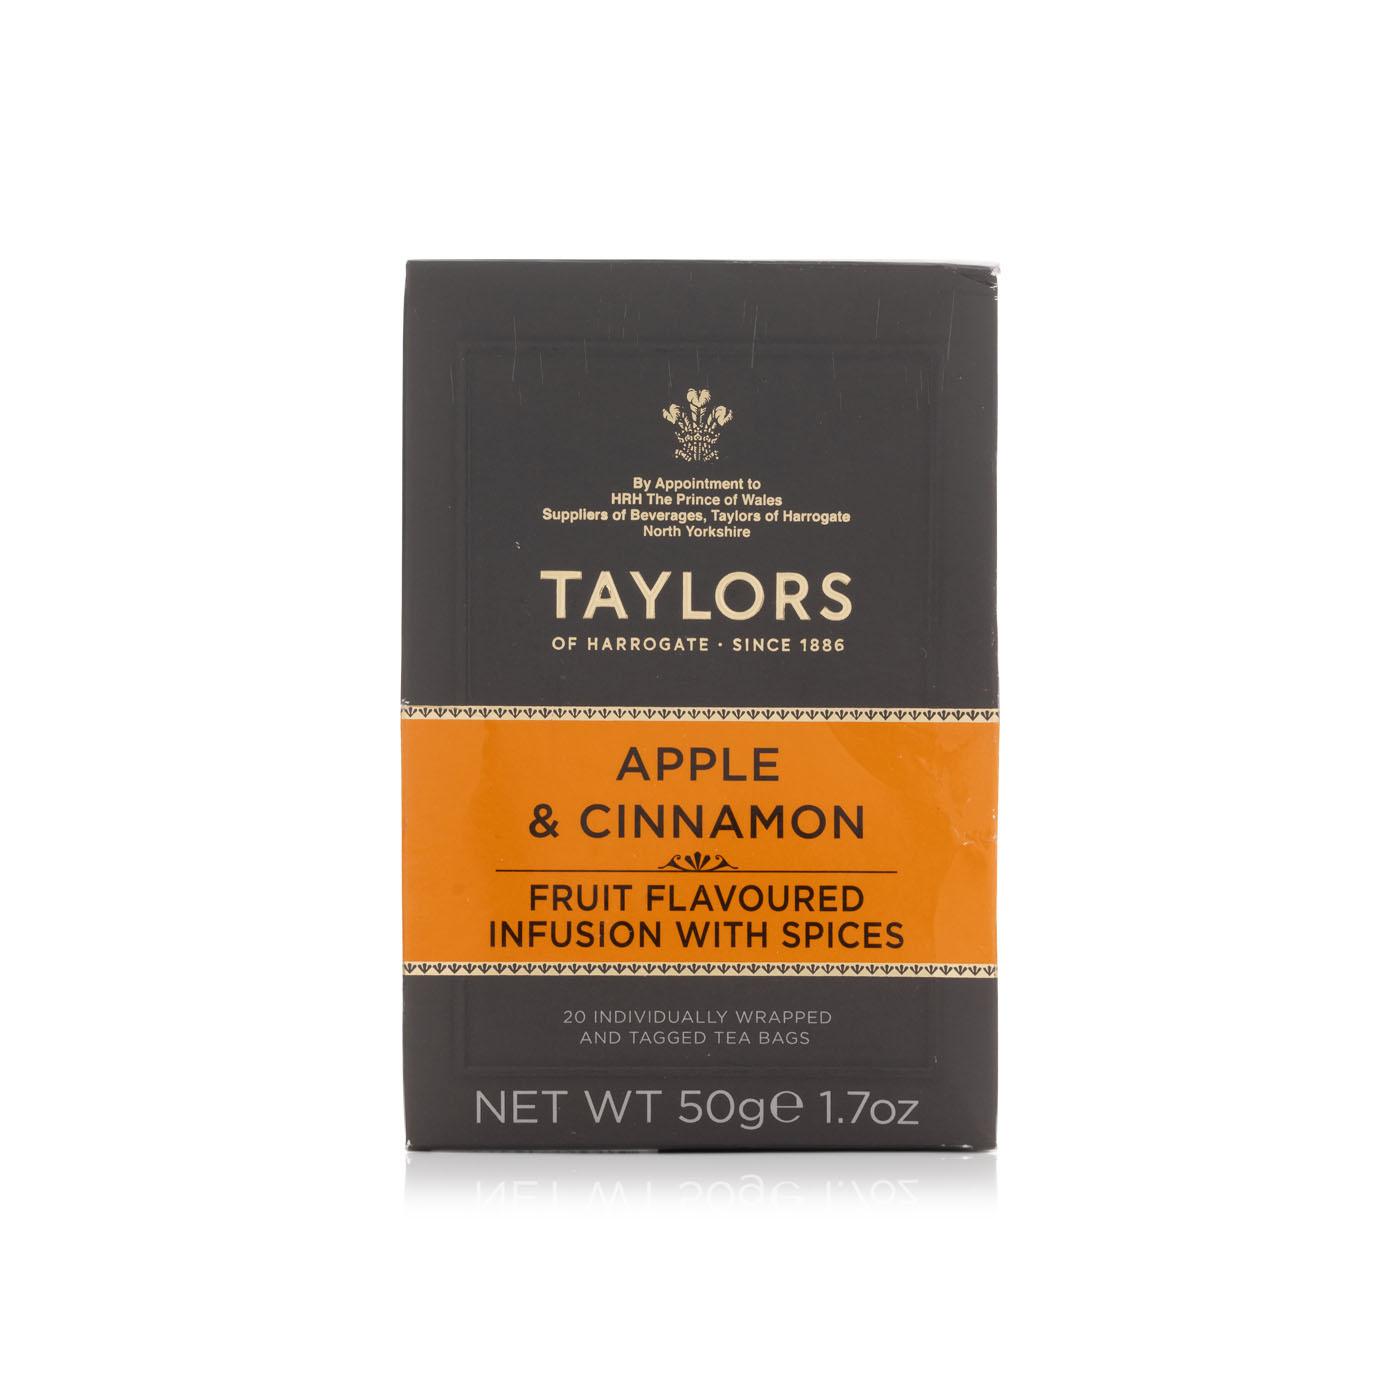 By Appointment to
HRH The Prince of Wales
Suppliers of Beverages, Taylors of Harrogate
North Yorkshire
TAYLORS
OF HARROGATE · SINCE 1886
APPLE
& CINNAMON
FRUIT FLAVOURED
INFUSION WITH SPICES
20 INDIVIDUALLY WRAPPED
AND TAGGED TEA BAGS
NET WT 50g℮ 1.7oz